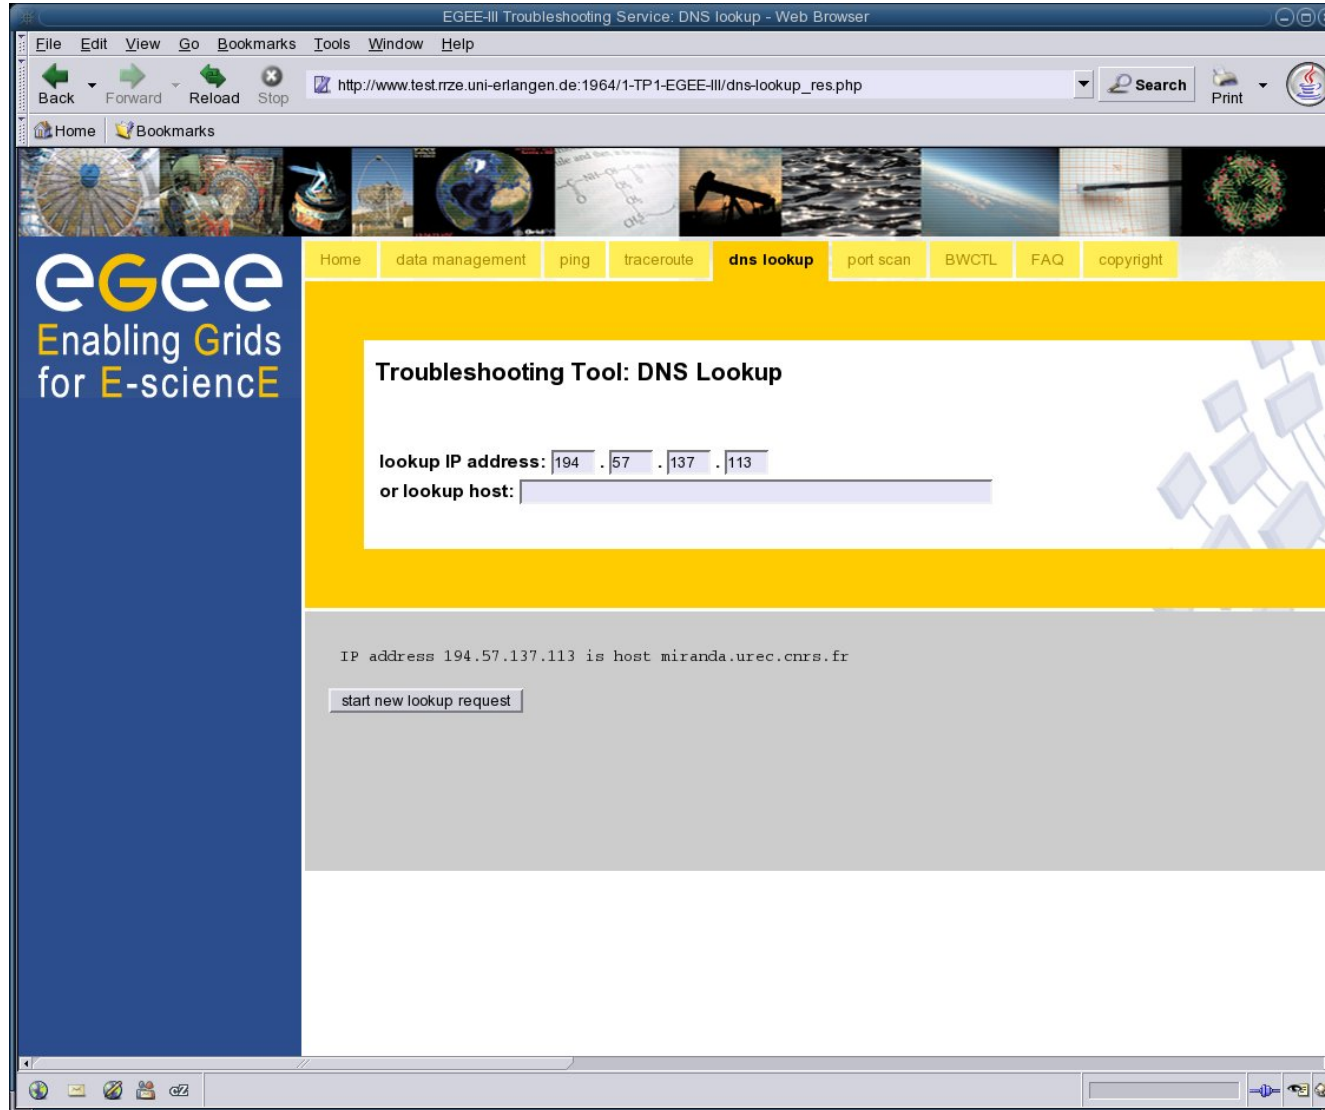 EGEE-III Troubleshooting Service: DNS lookup - Web Browser
File Edit View Go Bookmarks Tools Window Help
Back Forward Reload Stop http://www.test.rrze.uni-erlangen.de:1964/1-TP1-EGEE-III/dns-lookup_res.php Search Print
Home Bookmarks
eGee
Enabling Grids
for E-sciencE
Home data management ping traceroute dns lookup port scan BWCTL FAQ copyright
Troubleshooting Tool: DNS Lookup
lookup IP address: 194 . 57 . 137 . 113
or lookup host:
IP address 194.57.137.113 is host miranda.urec.cnrs.fr
start new lookup request